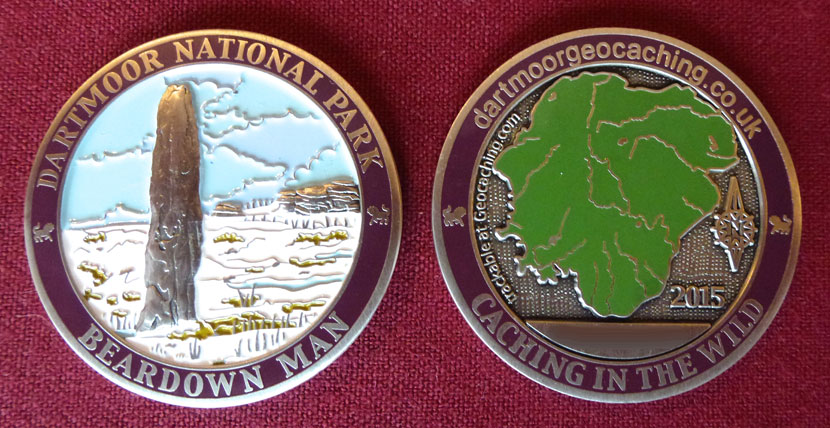 DARTMOOR NATIONAL PARK
BEARDOWN MAN
dartmoorgeocaching.co.uk
trackable at Geocaching.com
N
2015
CACHING IN THE WILD